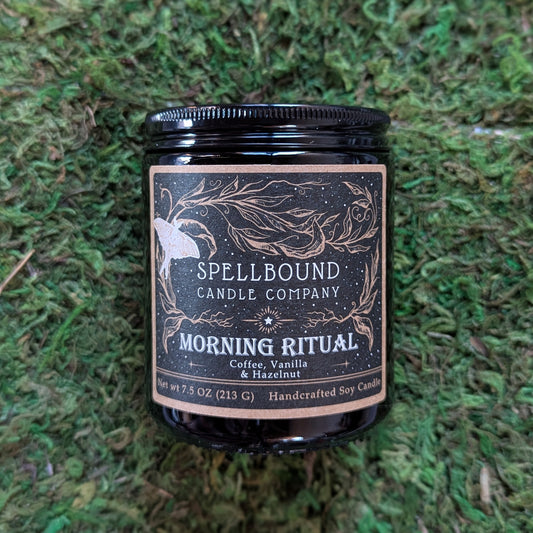 SPELLBOUND
CANDLE COMPANY
MORNING RITUAL
Coffee, Vanilla
& Hazelnut
Net wt 7.5 OZ (213 G) Handcrafted Soy Candle